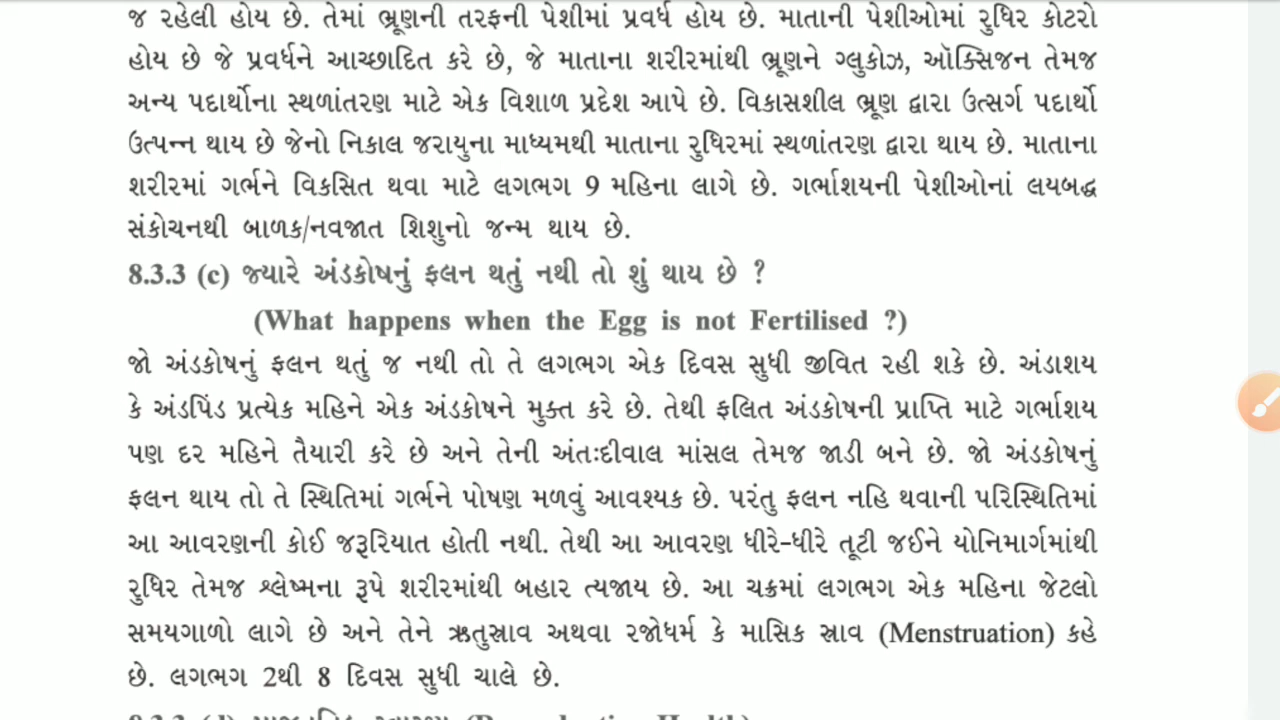 જ રહેલી હોય છે. તેમાં ભ્રૂણની તરફની પેશીમાં પ્રવર્ધ હોય છે. માતાની પેશીઓમાં રુધિર કોટરો
હોય છે જે પ્રવર્ધને આચ્છાદિત કરે છે, જે માતાના શરીરમાંથી ભ્રૂણને ગ્લુકોઝ, ઑક્સિજન તેમજ
અન્ય પદાર્થોના સ્થળાંતરણ માટે એક વિશાળ પ્રદેશ આપે છે. વિકાસશીલ ભ્રૂણ દ્વારા ઉત્સર્ગ પદાર્થો
ઉત્પન્ન થાય છે જેનો નિકાલ જરાયુના માધ્યમથી માતાના રુધિરમાં સ્થળાંતરણ દ્વારા થાય છે. માતાના
શરીરમાં ગર્ભને વિકસિત થવા માટે લગભગ 9 મહિના લાગે છે. ગર્ભાશયની પેશીઓનાં લયબદ્ધ
સંકોચનથી બાળક/નવજાત શિશુનો જન્મ થાય છે.
8.3.3 (c) જ્યારે અંડકોષનું ફલન થતું નથી તો શું થાય છે ?
(What happens when the Egg is not Fertilised ?)
જો અંડકોષનું ફલન થતું જ નથી તો તે લગભગ એક દિવસ સુધી જીવિત રહી શકે છે. અંડાશય
કે અંડપિંડ પ્રત્યેક મહિને એક અંડકોષને મુક્ત કરે છે. તેથી ફલિત અંડકોષની પ્રાપ્તિ માટે ગર્ભાશય
પણ દર મહિને તૈયારી કરે છે અને તેની અંતઃદીવાલ માંસલ તેમજ જાડી બને છે. જો અંડકોષનું
ફલન થાય તો તે સ્થિતિમાં ગર્ભને પોષણ મળવું આવશ્યક છે. પરંતુ ફલન નહિ થવાની પરિસ્થિતિમાં
આ આવરણની કોઈ જરૂરિયાત હોતી નથી. તેથી આ આવરણ ધીરે-ધીરે તૂટી જઈને યોનિમાર્ગમાંથી
રુધિર તેમજ શ્લેષ્મના રૂપે શરીરમાંથી બહાર ત્યજાય છે. આ ચક્રમાં લગભગ એક મહિના જેટલો
સમયગાળો લાગે છે અને તેને ઋતુસ્રાવ અથવા રજોધર્મ કે માસિક સ્રાવ (Menstruation) કહે
છે. લગભગ 2થી 8 દિવસ સુધી ચાલે છે.